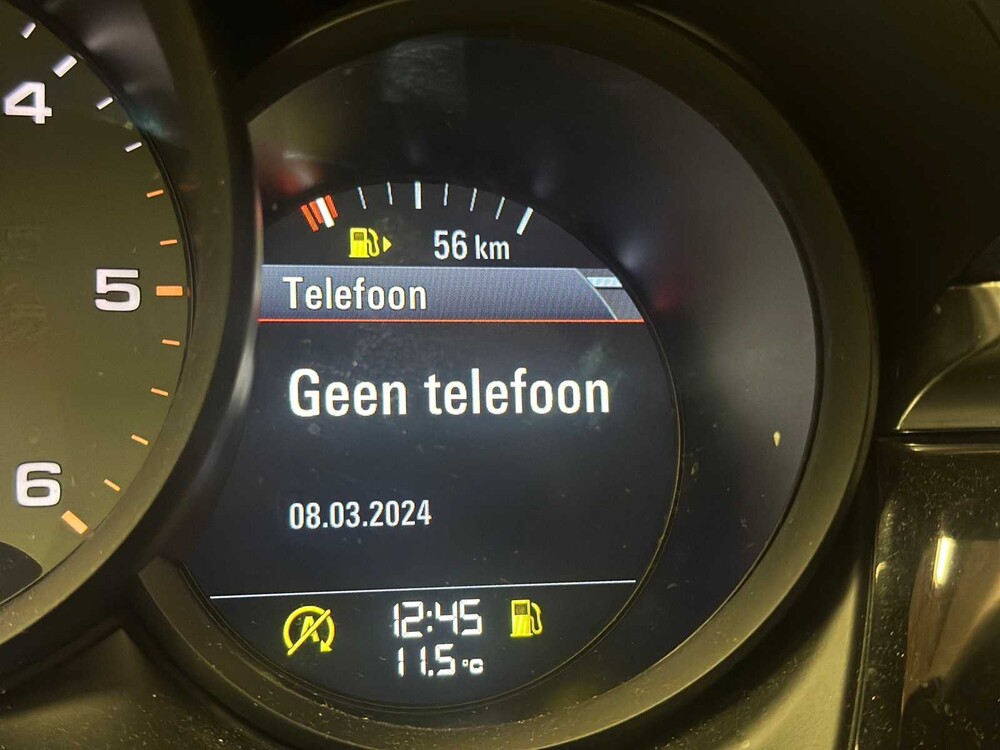 4
5
6
56 km
Telefoon
Geen telefoon
08.03.2024
A
12:45
11.5 °C